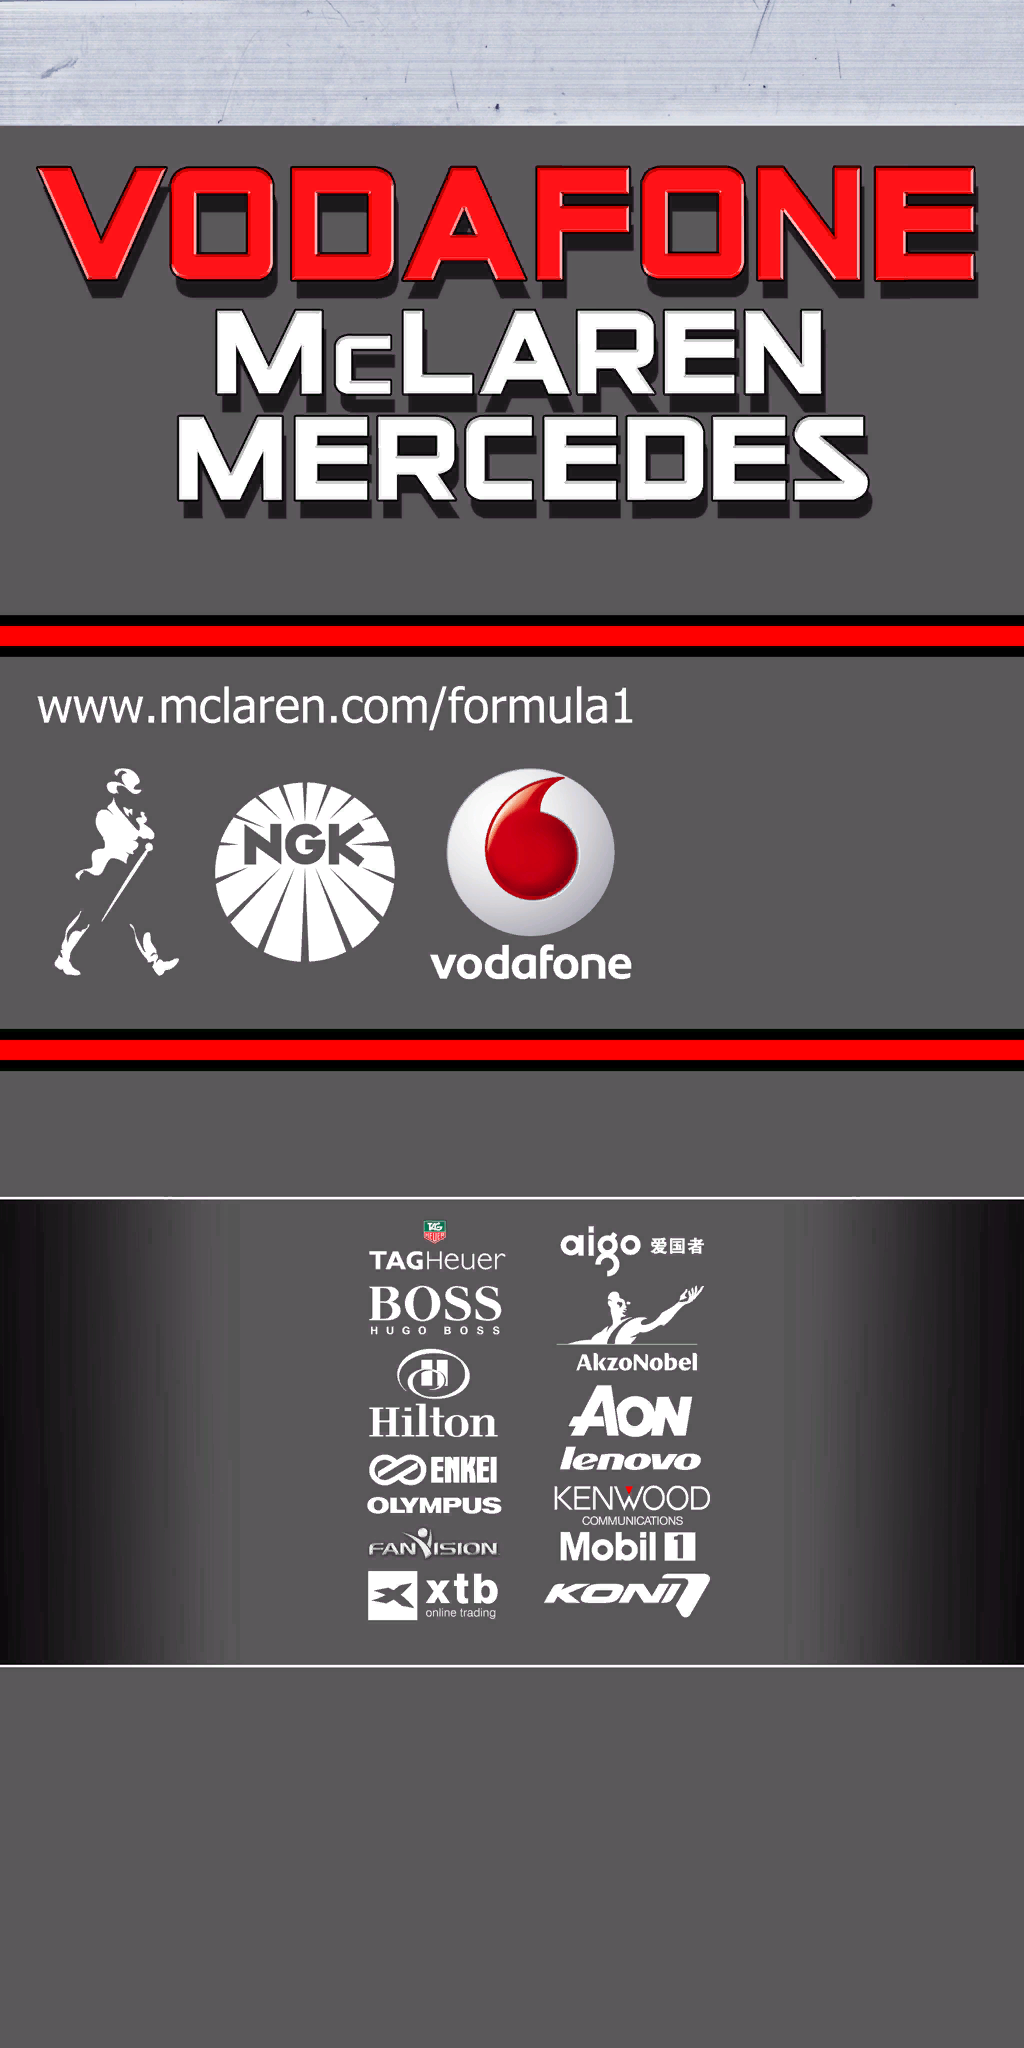 VODAFONE
McLAREN
MERCEDES
www.mclaren.com/formula1
NGK
vodafone
TAG
HEUER
TAGHeuer
aigo 爱国者
BOSS
HUGO BOSS
AkzoNobel
H
Hilton
AON
lenovo
ENKEI
OLYMPUS
KENWOOD
COMMUNICATIONS
FANVISION
Mobil 1
X xtb
online trading
KONI